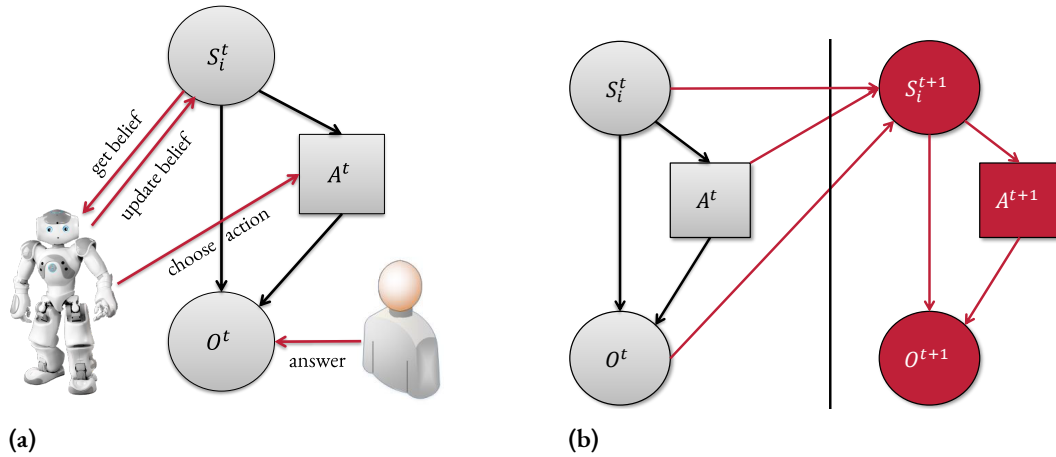 S_i^t
get belief
update belief
A^t
choose action
O^t
answer
(a)
S_i^t
S_i^{t+1}
A^t
A^{t+1}
O^t
O^{t+1}
(b)